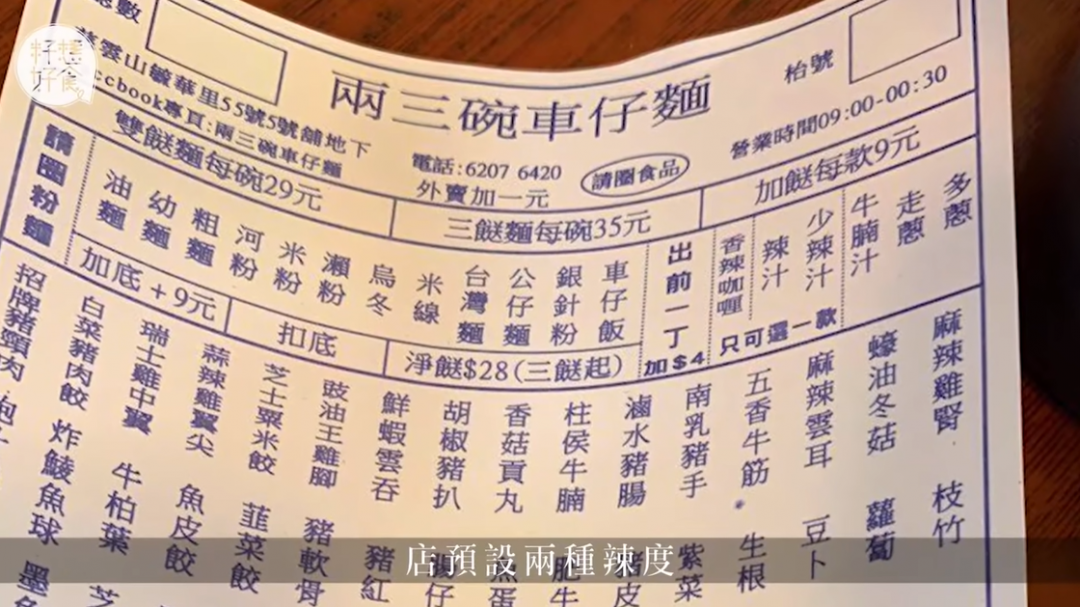 總數
兩三碗車仔麵
枱號
慈雲山毓華里55號5號舖地下
facebook專頁:兩三碗車仔麵
電話:6207 6420
請圈食品
營業時間09:00-00:30
外賣加一元
請圈粉麵
雙餸麵每碗29元
三餸麵每碗35元
加餸每款9元
油麵
幼麵
粗麵
河粉
米粉
瀨粉
烏冬
米線
台灣麵
公仔麵
銀針粉
車仔飯
出前一丁
加$4
香辣咖喱
辣汁
少辣汁
牛腩汁
只可選一款
走蔥
多蔥
加底 + 9元
扣底
淨餸$28(三餸起)
招牌豬頸肉
白菜豬肉餃
瑞士雞中翼
蒜辣雞翼尖
芝士粟米餃
豉油王雞腳
鮮蝦雲吞
胡椒豬扒
香菇貢丸
柱侯牛腩
滷水豬腸
南乳豬手
五香牛筋
麻辣雲耳
蠔油冬菇
麻辣雞腎
炸鯪魚球
牛柏葉
魚皮餃
韮菜餃
豬軟骨
豬紅
紫菜
生根
豆卜
蘿蔔
枝竹
店預設兩種辣度
好食